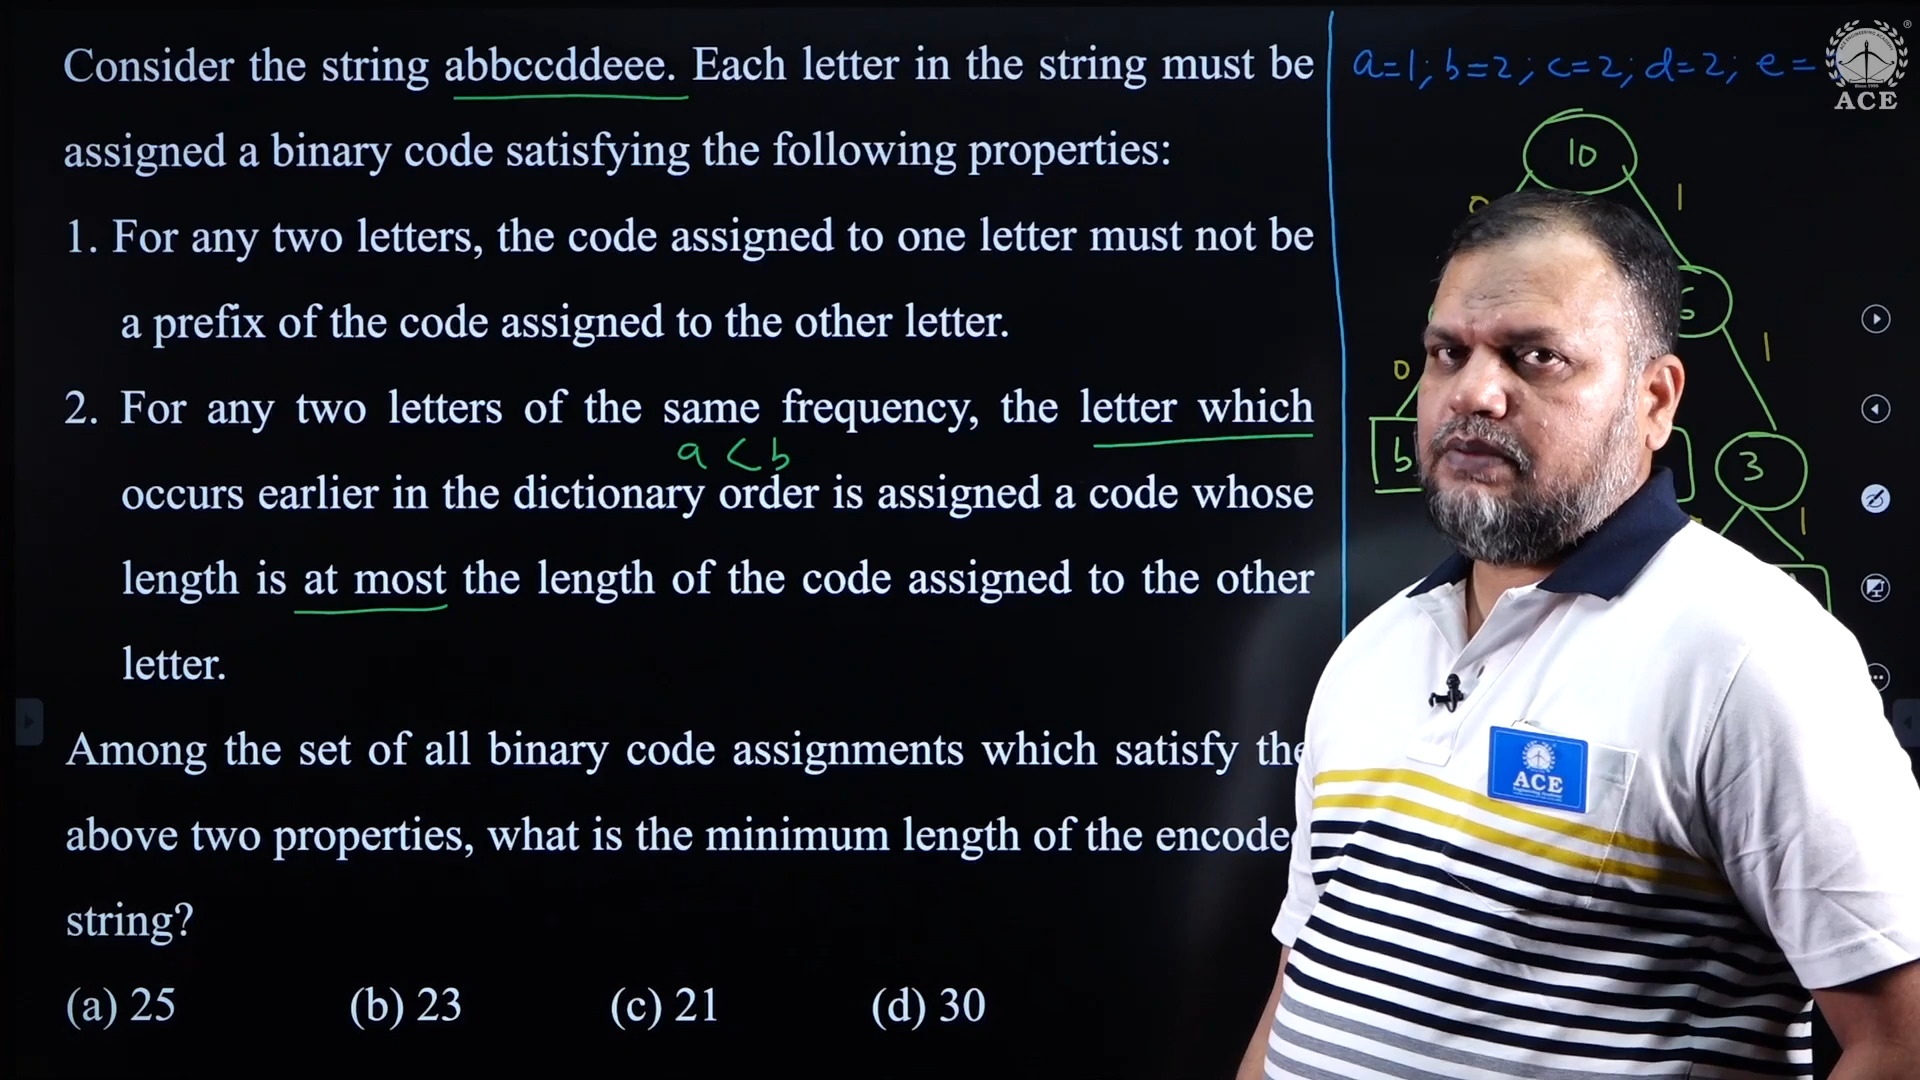 Consider the string abbccddeee. Each letter in the string must be
assigned a binary code satisfying the following properties:
1. For any two letters, the code assigned to one letter must not be
a prefix of the code assigned to the other letter.
2. For any two letters of the same frequency, the letter which
a < b
occurs earlier in the dictionary order is assigned a code whose
length is at most the length of the code assigned to the other
letter.
Among the set of all binary code assignments which satisfy the
above two properties, what is the minimum length of the encode
string?
(a) 25 (b) 23 (c) 21 (d) 30
a=1; b=2; c=2; d=2; e=
10
0 1
1
0
b 3
1
ACE
ACE